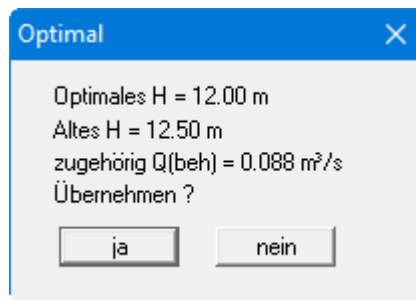 Optimal
Optimales H = 12.00 m
Altes H = 12.50 m
zugehörig Q(beh) = 0.088 m³/s
Übernehmen ?
ja
nein